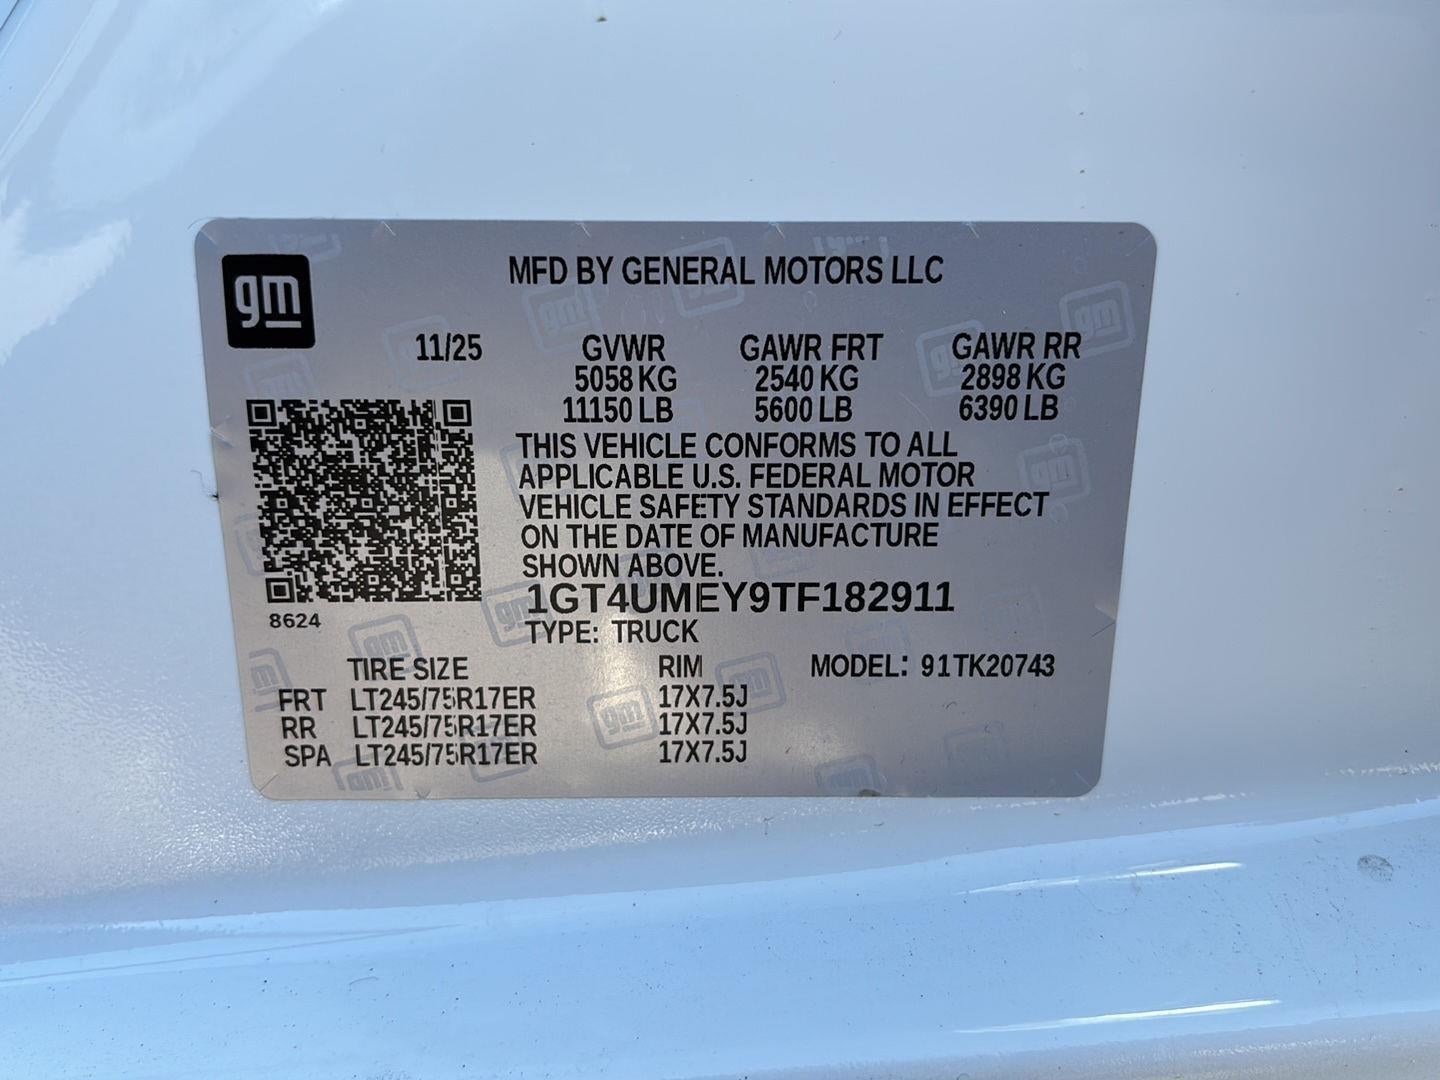 gm
MFD BY GENERAL MOTORS LLC
11/25 GVWR GAWR FRT GAWR RR
5058 KG 2540 KG 2898 KG
11150 LB 5600 LB 6390 LB
THIS VEHICLE CONFORMS TO ALL
APPLICABLE U.S. FEDERAL MOTOR
VEHICLE SAFETY STANDARDS IN EFFECT
ON THE DATE OF MANUFACTURE
SHOWN ABOVE.
1GT4UMEY9TF182911
8624
TYPE: TRUCK
TIRE SIZE RIM MODEL: 91TK20743
FRT LT245/75R17ER 17X7.5J
RR LT245/75R17ER 17X7.5J
SPA LT245/75R17ER 17X7.5J